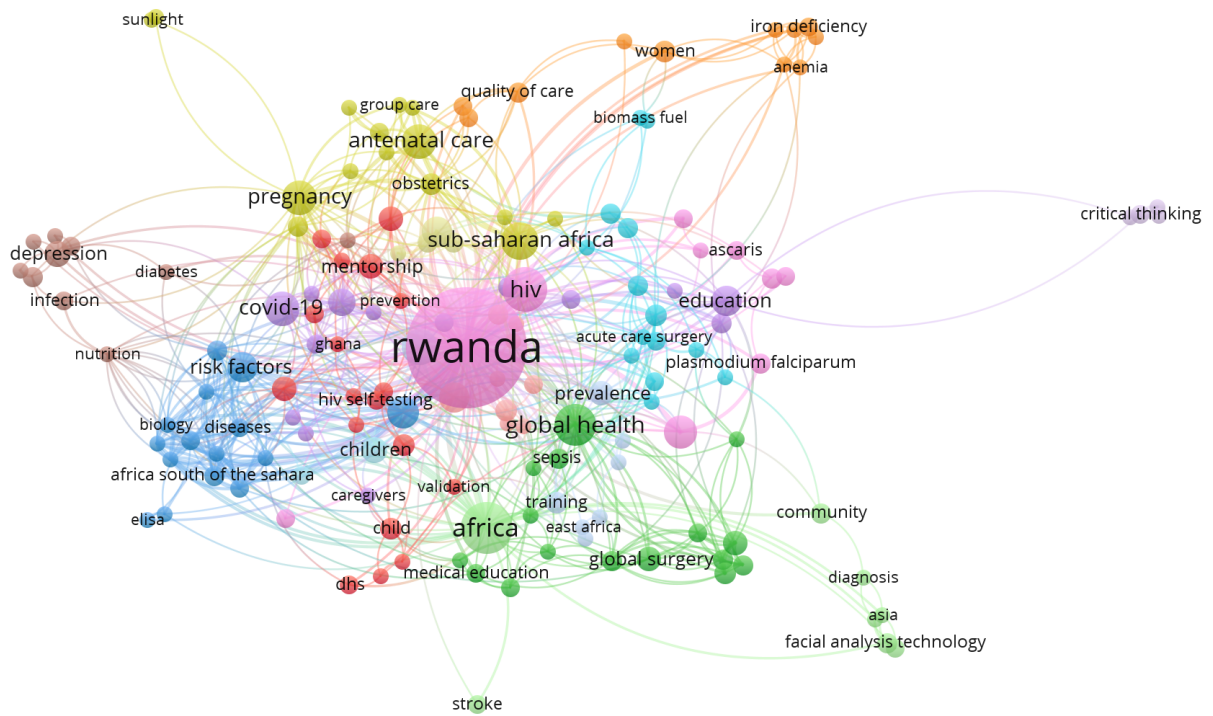 sunlight
iron deficiency
women
anemia
quality of care
group care
biomass fuel
antenatal care
obstetrics
pregnancy
critical thinking
sub-saharan africa
depression
ascaris
mentorship
diabetes
hiv
infection
prevention
education
covid-19
acute care surgery
ghana
rwanda
nutrition
plasmodium falciparum
risk factors
prevalence
hiv self-testing
biology
diseases
global health
children
sepsis
africa south of the sahara
validation
caregivers
training
community
elisa
child
africa
east africa
global surgery
medical education
diagnosis
dhs
asia
facial analysis technology
stroke